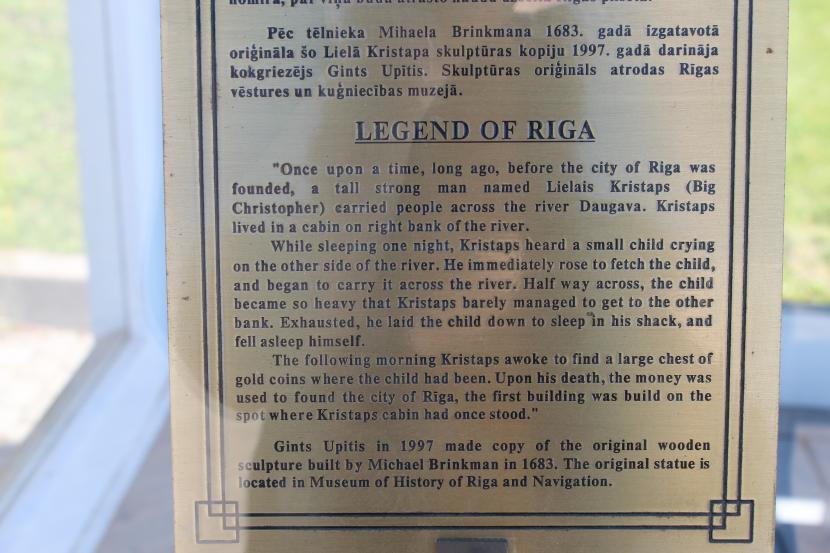 nomira, par viņa
Pēc tēlnieka Mihaela Brinkmana 1683. gadā izgatavotā
oriģināla šo Lielā Kristapa skulptūras kopiju 1997. gadā darināja
kokgriezējs Gints Upītis. Skulptūras oriģināls atrodas Rīgas
vēstures un kuģniecības muzejā.
LEGEND OF RIGA
"Once upon a time, long ago, before the city of Riga was
founded, a tall strong man named Lielais Kristaps (Big
Christopher) carried people across the river Daugava. Kristaps
lived in a cabin on right bank of the river.
While sleeping one night, Kristaps heard a small child crying
on the other side of the river. He immediately rose to fetch the child,
and began to carry it across the river. Half way across, the child
became so heavy that Kristaps barely managed to get to the other
bank. Exhausted, he laid the child down to sleep in his shack, and
fell asleep himself.
The following morning Kristaps awoke to find a large chest of
gold coins where the child had been. Upon his death, the money was
used to found the city of Rīga, the first building was build on the
spot where Kristaps cabin had once stood."
Gints Upitis in 1997 made copy of the original wooden
sculpture built by Michael Brinkman in 1683. The original statue is
located in Museum of History of Riga and Navigation.